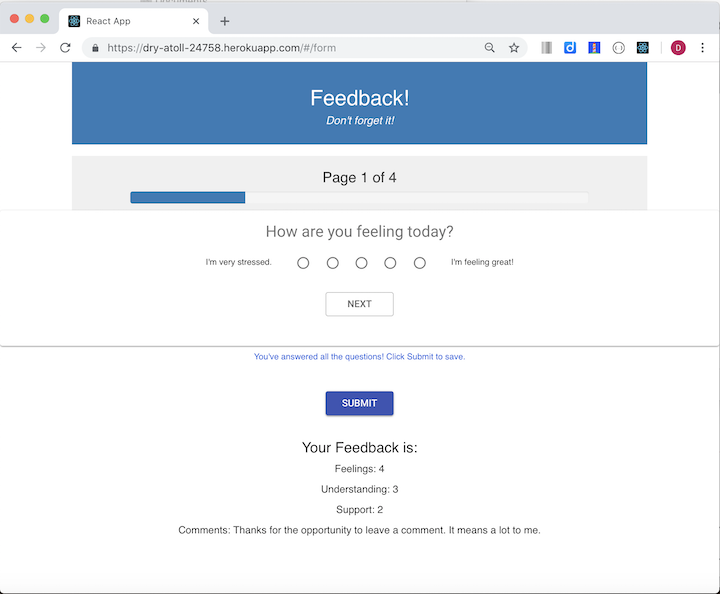 React App
https://dry-atoll-24758.herokuapp.com/#/form
D
Feedback!
Don't forget it!
Page 1 of 4
How are you feeling today?
I'm very stressed.
I'm feeling great!
NEXT
You've answered all the questions! Click Submit to save.
SUBMIT
Your Feedback is:
Feelings: 4
Understanding: 3
Support: 2
Comments: Thanks for the opportunity to leave a comment. It means a lot to me.